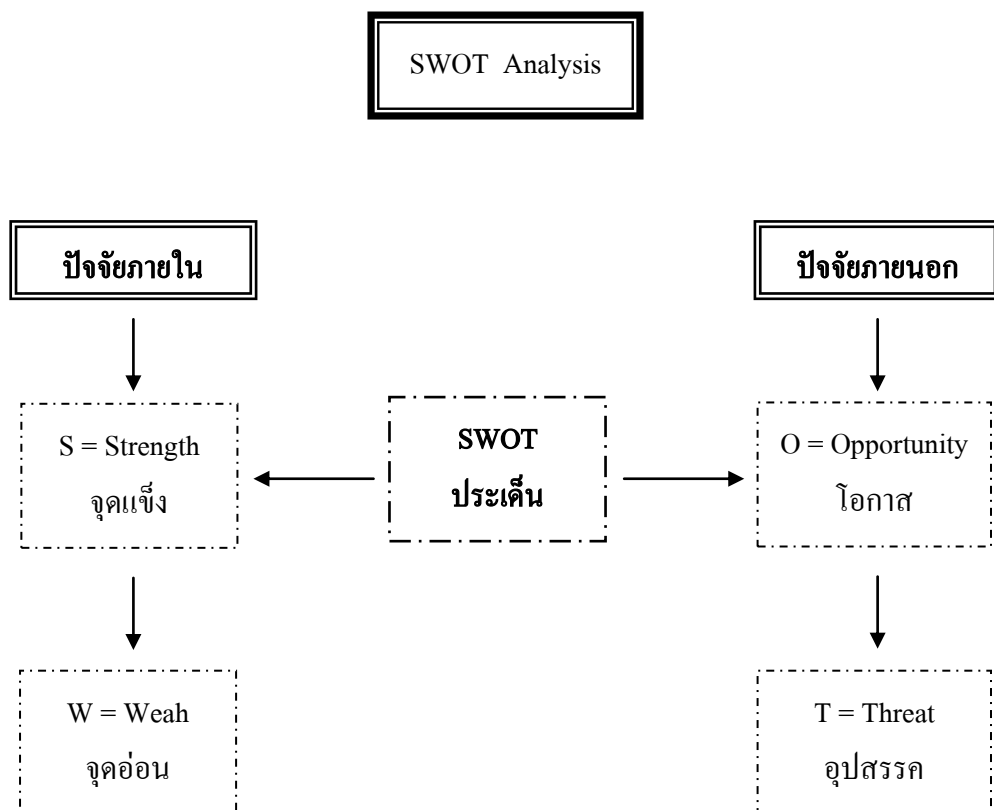 SWOT Analysis
ปัจจัยภายใน
ปัจจัยภายนอก
S = Strength
จุดแข็ง
SWOT
ประเด็น
O = Opportunity
โอกาส
W = Weah
จุดอ่อน
T = Threat
อุปสรรค